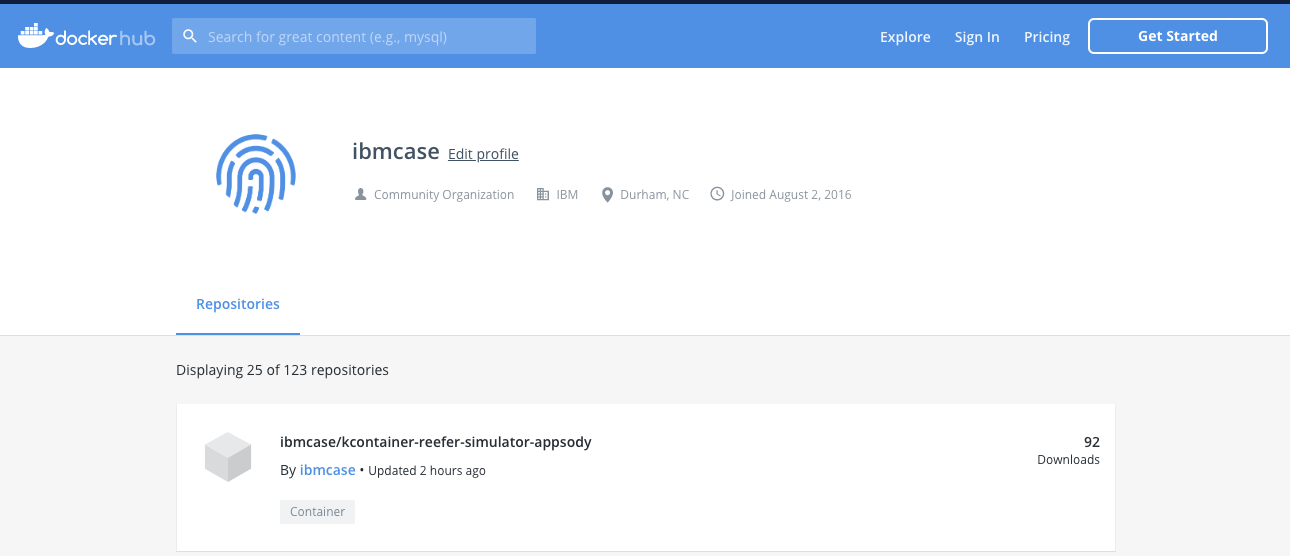 dockerhub
Search for great content (e.g., mysql)
Explore Sign In Pricing Get Started
ibmcase Edit profile
Community Organization IBM Durham, NC Joined August 2, 2016
Repositories
Displaying 25 of 123 repositories
ibmcase/kcontainer-reefer-simulator-appsody
92
By ibmcase • Updated 2 hours ago
Downloads
Container